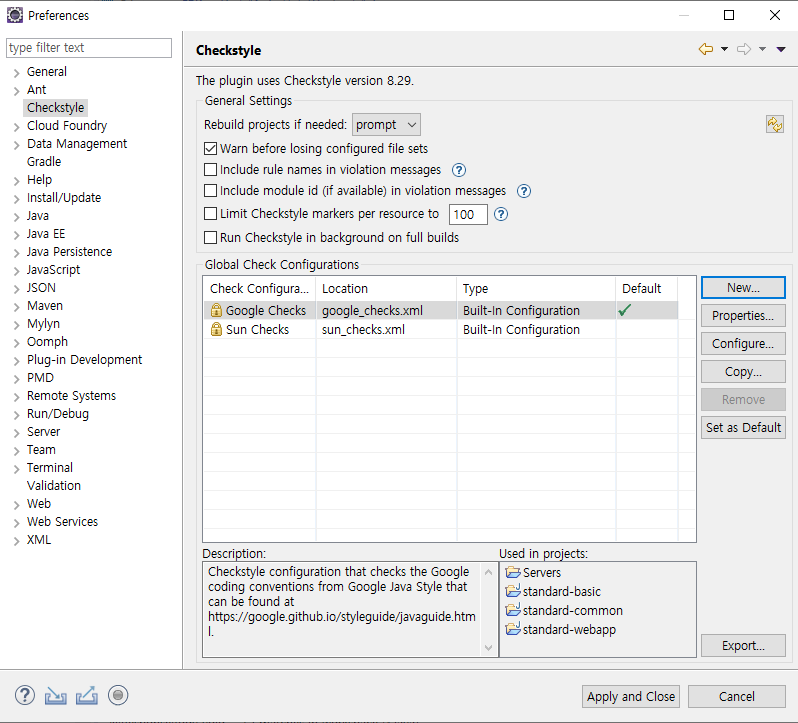 Preferences
type filter text
General
Ant
Checkstyle
Cloud Foundry
Data Management
Gradle
Help
Install/Update
Java
Java EE
Java Persistence
JavaScript
JSON
Maven
Mylyn
Oomph
Plug-in Development
PMD
Remote Systems
Run/Debug
Server
Team
Terminal
Validation
Web
Web Services
XML
Checkstyle
The plugin uses Checkstyle version 8.29.
General Settings
Rebuild projects if needed: prompt
Warn before losing configured file sets
Include rule names in violation messages ?
Include module id (if available) in violation messages ?
Limit Checkstyle markers per resource to 100 ?
Run Checkstyle in background on full builds
Global Check Configurations
Check Configura... Location Type Default
Google Checks google_checks.xml Built-In Configuration ✓
Sun Checks sun_checks.xml Built-In Configuration
New...
Properties...
Configure...
Copy...
Remove
Set as Default
Description:
Checkstyle configuration that checks the Google
coding conventions from Google Java Style that
can be found at
https://google.github.io/styleguide/javaguide.htm
l.
Used in projects:
Servers
standard-basic
standard-common
standard-webapp
Export...
?
Apply and Close
Cancel